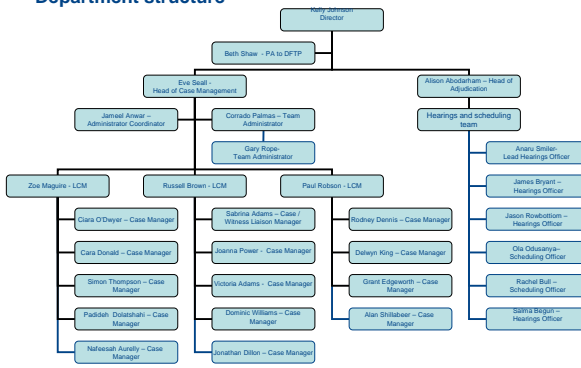 Department structure
Kelly Johnson
Director
Beth Shaw - PA to DFTP
Eve Seall -
Head of Case Management
Alison Abodarham – Head of
Adjudication
Jameel Anwar –
Administrator Coordinator
Corrado Palmas – Team
Administrator
Hearings and scheduling
team
Gary Rope-
Team Administrator
Anaru Smiler-
Lead Hearings Officer
James Bryant –
Hearings Officer
Jason Rowbottom –
Hearings Officer
Ola Odusanya–
Scheduling Officer
Rachel Bull –
Scheduling Officer
Salma Begun –
Hearings Officer
Zoe Maguire - LCM
Russell Brown - LCM
Paul Robson - LCM
Ciara O'Dwyer – Case Manager
Cara Donald – Case Manager
Simon Thompson – Case
Manager
Padideh Dolatshahi – Case
Manager
Nafeesah Aurelly – Case
Manager
Sabrina Adams – Case /
Witness Liaison Manager
Joanna Power - Case Manager
Victoria Adams - Case Manager
Dominic Williams – Case
Manager
Jonathan Dillon – Case Manager
Rodney Dennis – Case Manager
Delwyn King – Case Manager
Grant Edgeworth – Case
Manager
Alan Shillabeer – Case
Manager